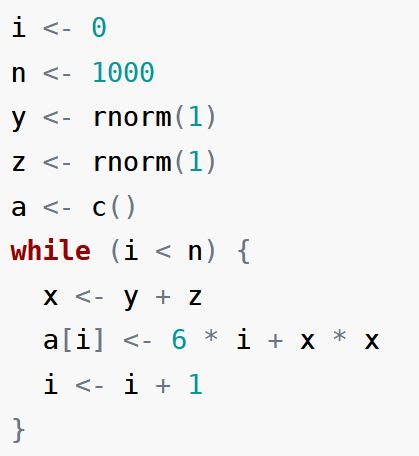 i <- 0
n <- 1000
y <- rnorm(1)
z <- rnorm(1)
a <- c()
while (i < n) {
  x <- y + z
  a[i] <- 6 * i + x * x
  i <- i + 1
}